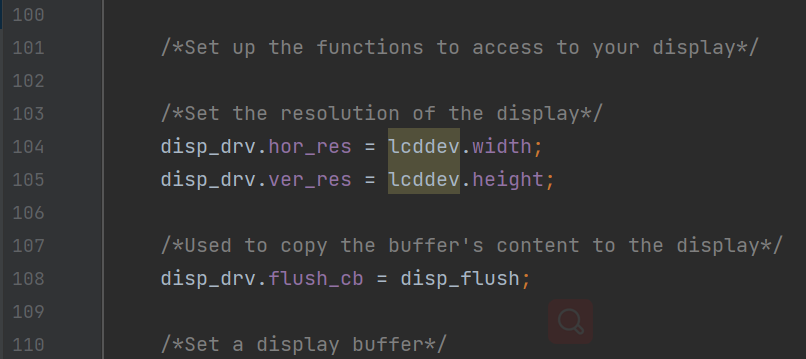 100
101 /*Set up the functions to access to your display*/
102
103 /*Set the resolution of the display*/
104 disp_drv.hor_res = lcddev.width;
105 disp_drv.ver_res = lcddev.height;
106
107 /*Used to copy the buffer's content to the display*/
108 disp_drv.flush_cb = disp_flush;
109
110 /*Set a display buffer*/